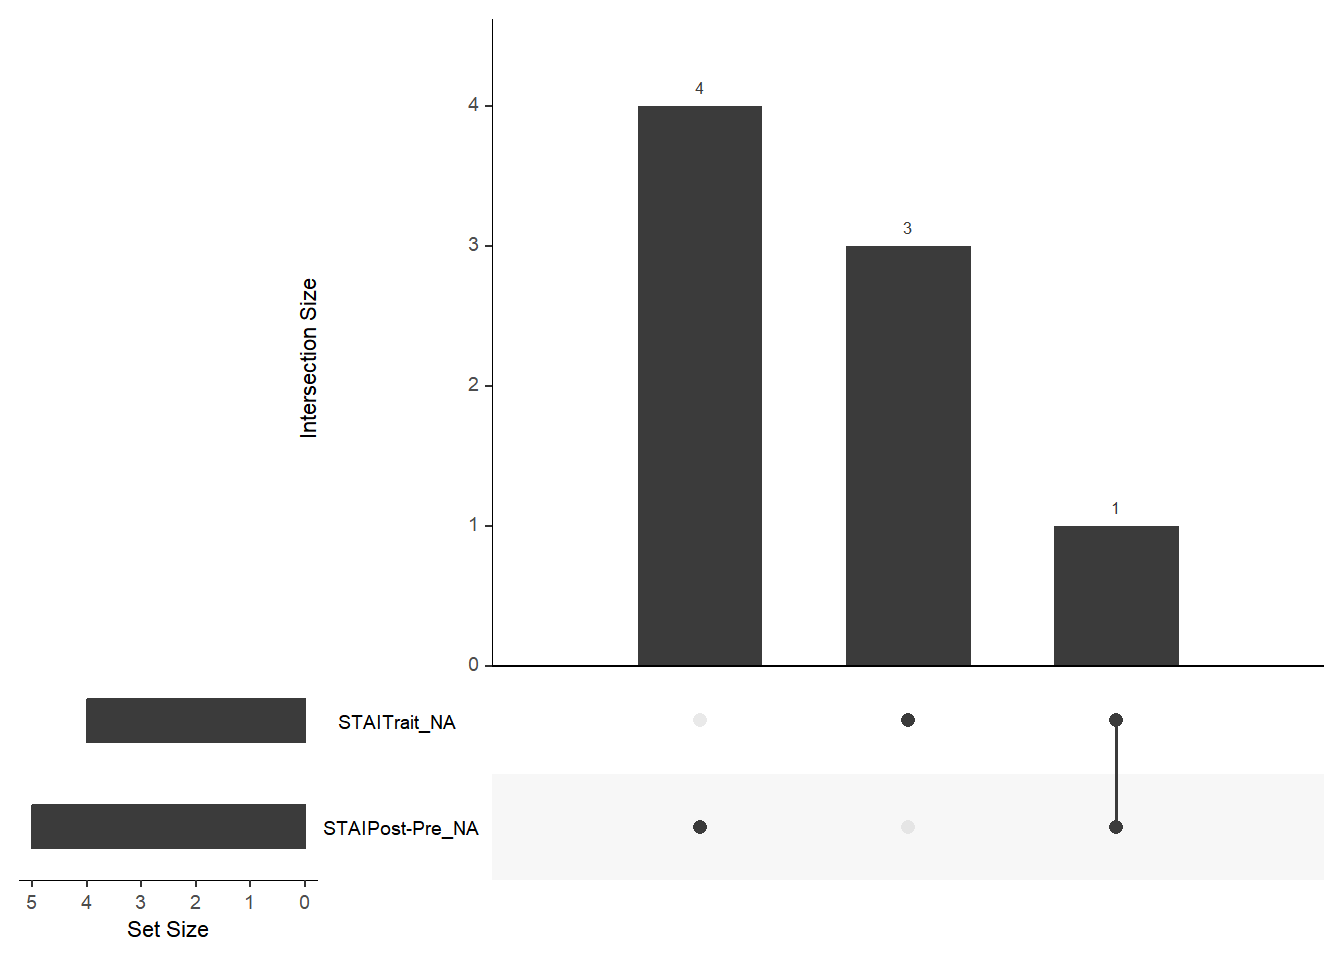 4
3
1
4
3
2
1
0
Intersection Size
STAITrait_NA
STAIPost-Pre_NA
5 4 3 2 1 0
Set Size